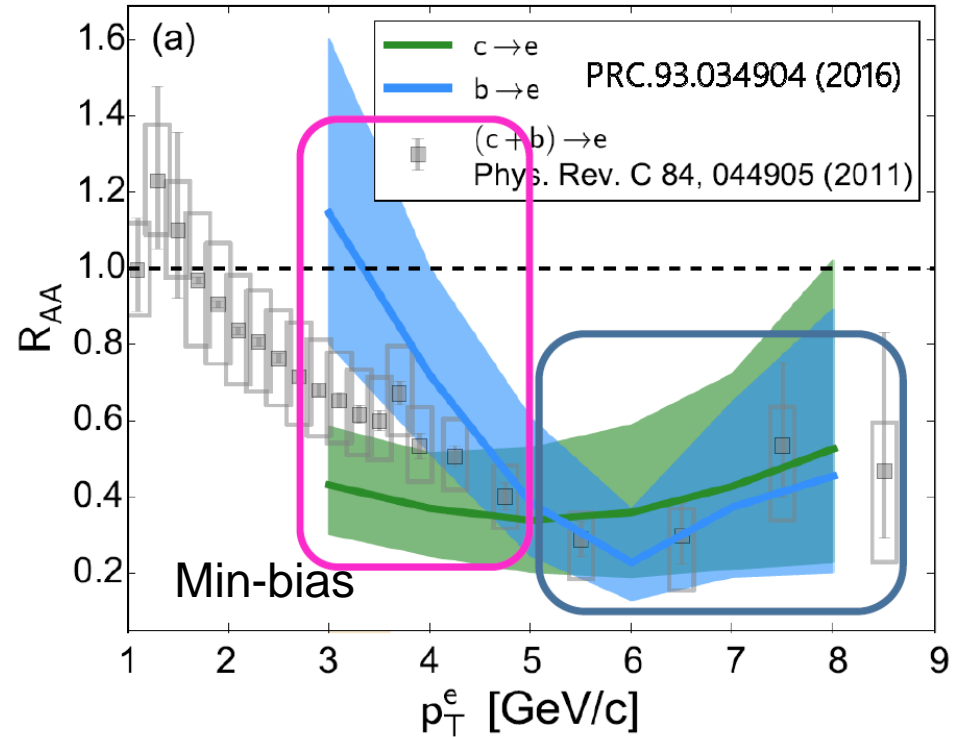 (a)
c→e
b→e
PRC.93.034904 (2016)
(c+b)→e
Phys. Rev. C 84, 044905 (2011)
1.6
1.4
1.2
1.0
0.8
0.6
0.4
0.2
R_AA
Min-bias
1 2 3 4 5 6 7 8 9
p_T^e [GeV/c]